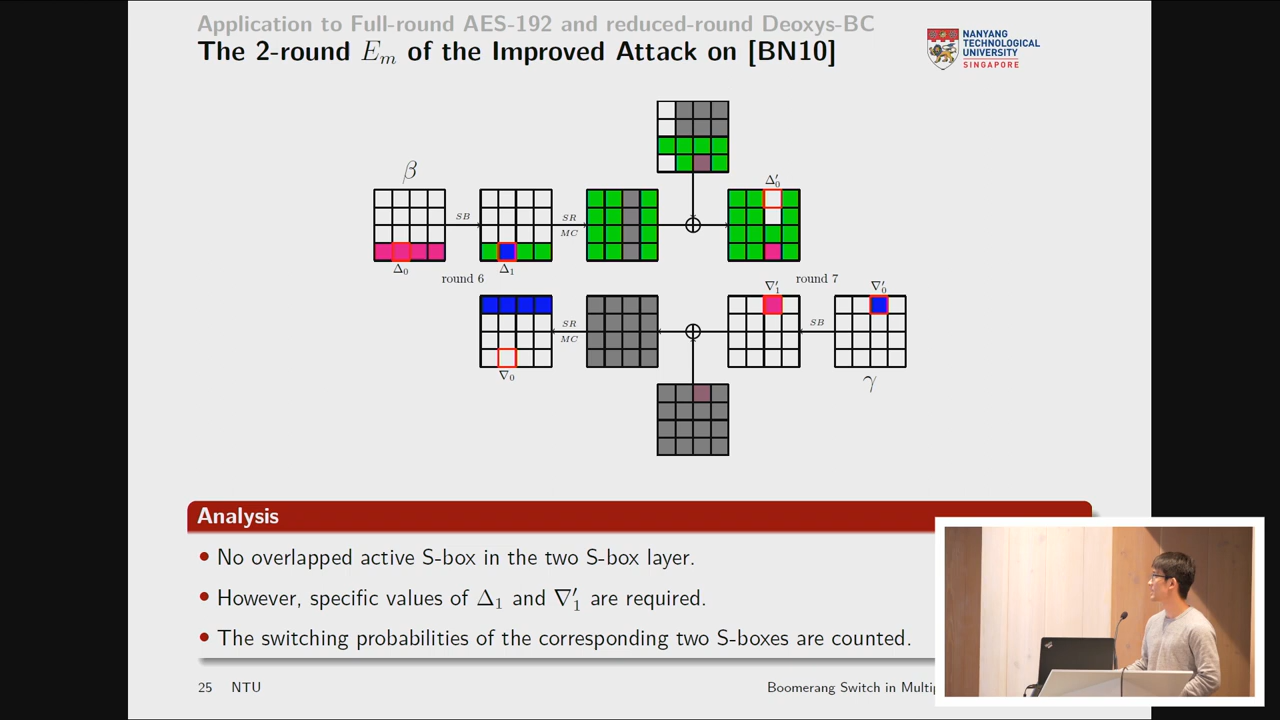 Application to Full-round AES-192 and reduced-round Deoxys-BC
The 2-round Eₘ of the Improved Attack on [BN10]
NANYANG
TECHNOLOGICAL
UNIVERSITY
SINGAPORE
β
Δ′₀
SB
SR
MC
Δ₀
Δ₁
round 6
round 7
∇′₁
∇′₀
SR
MC
SB
∇₀
γ
Analysis
No overlapped active S-box in the two S-box layer.
However, specific values of Δ₁ and ∇′₁ are required.
The switching probabilities of the corresponding two S-boxes are counted.
25 NTU
Boomerang Switch in Multip